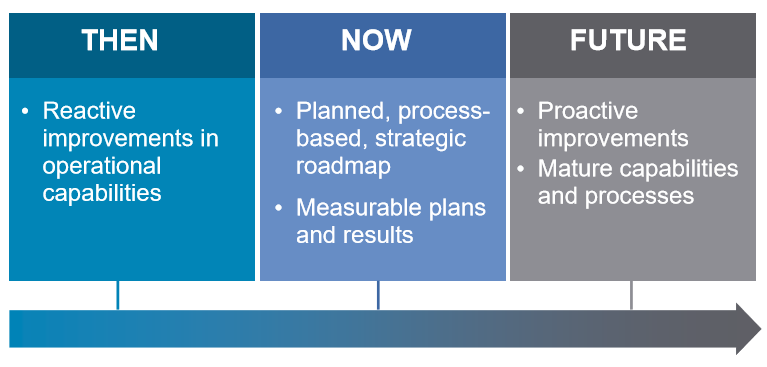 THEN
• Reactive
improvements in
operational
capabilities
NOW
• Planned, process-
based, strategic
roadmap
• Measurable plans
and results
FUTURE
• Proactive
improvements
• Mature capabilities
and processes